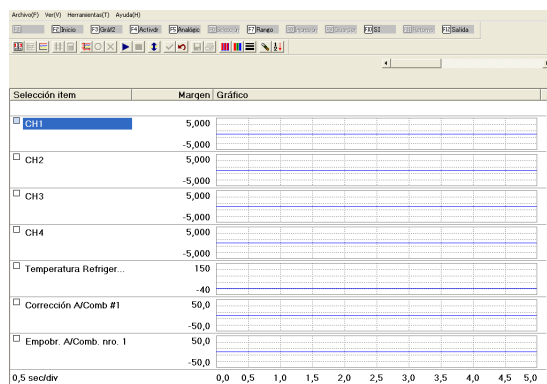 Archivo(F) Ver(V) Herramientas(T) Ayuda(H)
F2 Inicio F3 Gráf2 F4 Activdr F5 Analógc F7 Rango F10 SI F12 Salida
Selección item Margen Gráfico
CH1 5,000
-5,000
CH2 5,000
-5,000
CH3 5,000
-5,000
CH4 5,000
-5,000
Temperatura Refriger... 150
-40
Corrección A/Comb #1 50,0
-50,0
Empobr. A/Comb. nro. 1 50,0
-50,0
0,5 sec/div 0,0 0,5 1,0 1,5 2,0 2,5 3,0 3,5 4,0 4,5 5,0